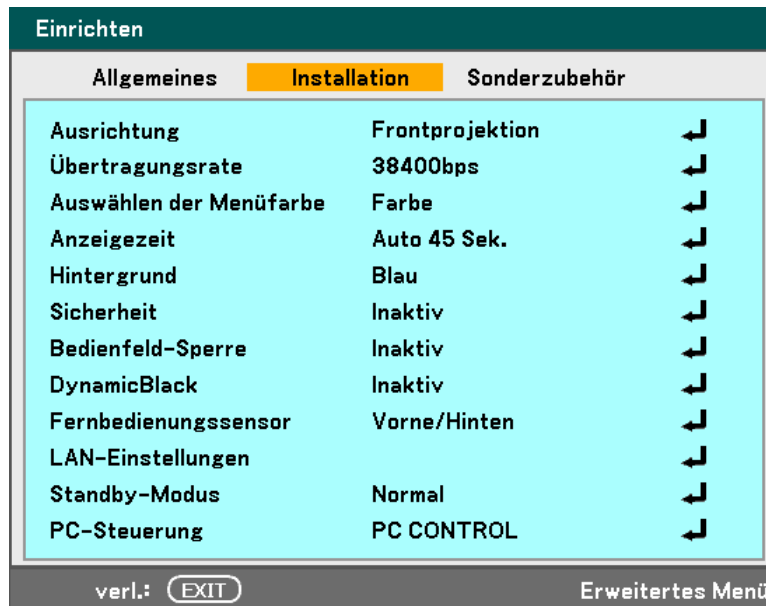 Einrichten
Allgemeines Installation Sonderzubehör
Ausrichtung Frontprojektion
Übertragungsrate 38400bps
Auswählen der Menüfarbe Farbe
Anzeigezeit Auto 45 Sek.
Hintergrund Blau
Sicherheit Inaktiv
Bedienfeld-Sperre Inaktiv
DynamicBlack Inaktiv
Fernbedienungssensor Vorne/Hinten
LAN-Einstellungen
Standby-Modus Normal
PC-Steuerung PC CONTROL
verl.: EXIT Erweitertes Menü